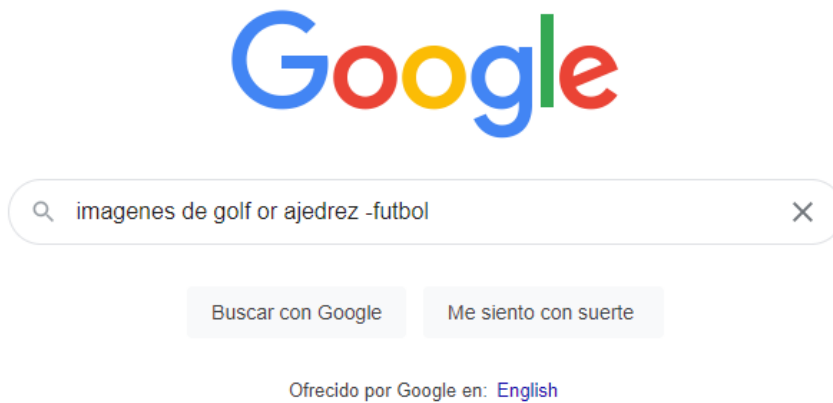 Google
imagenes de golf or ajedrez -futbol
Buscar con Google Me siento con suerte
Ofrecido por Google en: English